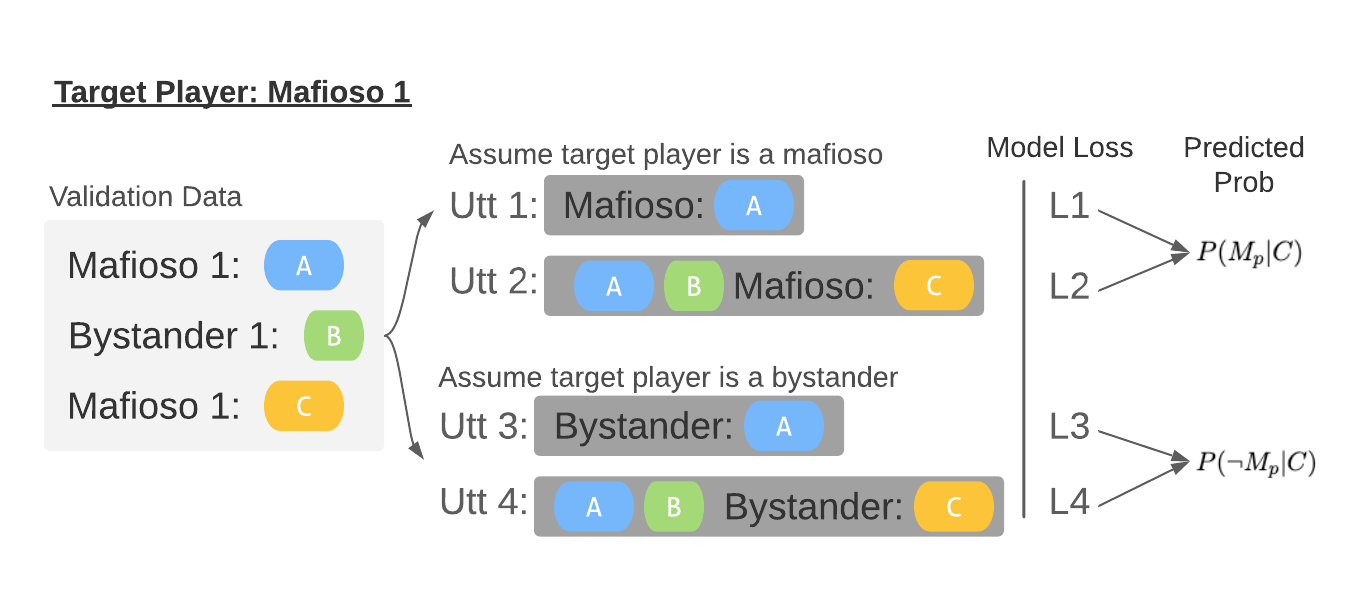 Target Player: Mafioso 1
Validation Data
Mafioso 1: A
Bystander 1: B
Mafioso 1: C
Assume target player is a mafioso
Utt 1: Mafioso: A
Utt 2: A B Mafioso: C
Assume target player is a bystander
Utt 3: Bystander: A
Utt 4: A B Bystander: C
Model Loss
L1
L2
L3
L4
Predicted
Prob
P(M_p|C)
P(¬M_p|C)